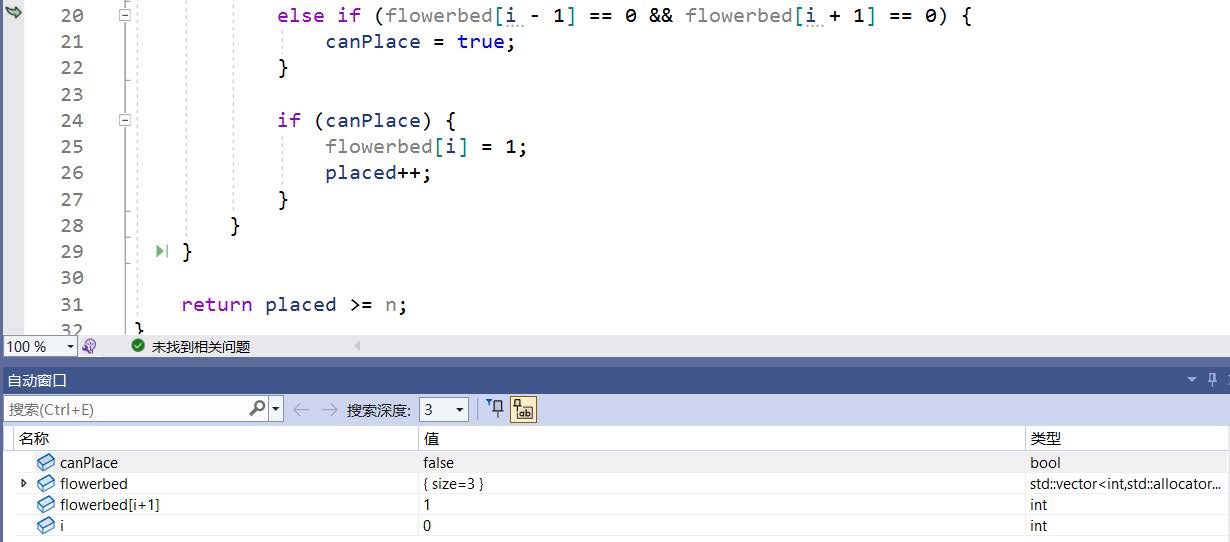 20 else if (flowerbed[i - 1] == 0 && flowerbed[i + 1] == 0) {
21 canPlace = true;
22 }
23
24 if (canPlace) {
25 flowerbed[i] = 1;
26 placed++;
27 }
28 }
29 }
30
31 return placed >= n;
32 }
100 % 未找到相关问题
自动窗口
搜索(Ctrl+E) 搜索深度: 3
名称 值 类型
canPlace false bool
flowerbed { size=3 } std::vector<int,std::allocator...
flowerbed[i+1] 1 int
i 0 int